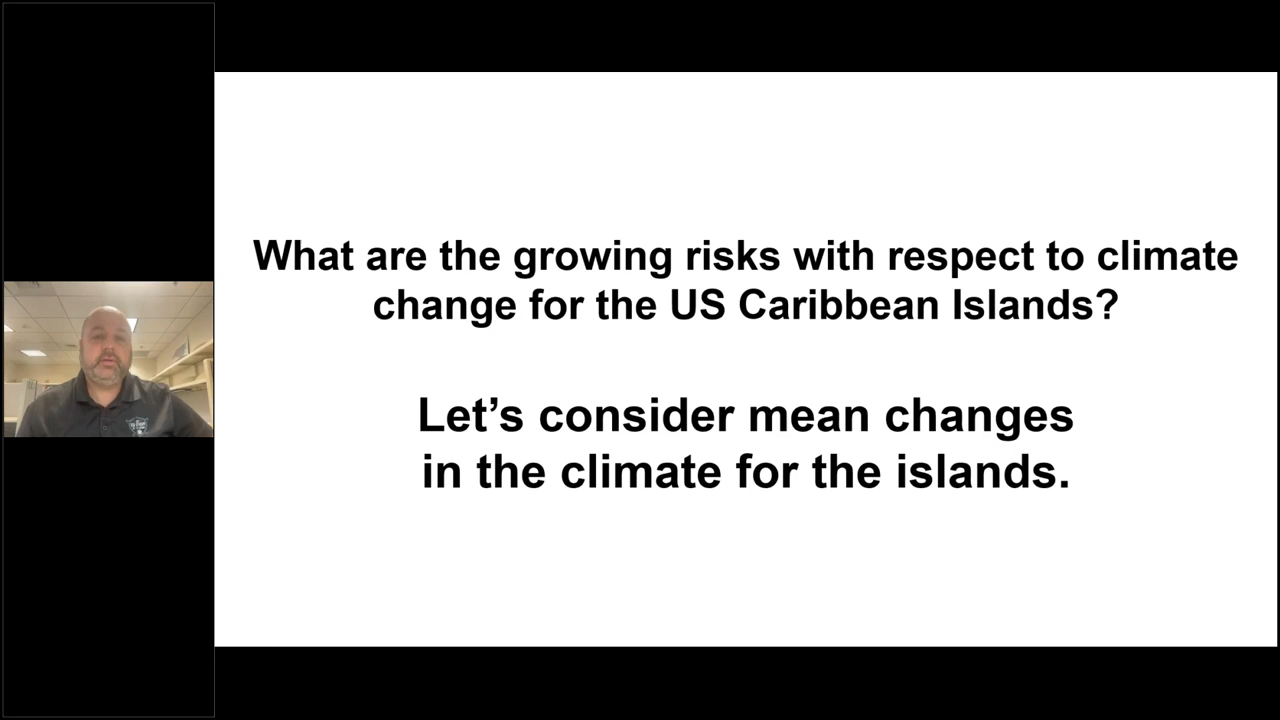 What are the growing risks with respect to climate
change for the US Caribbean Islands?
Let’s consider mean changes
in the climate for the islands.